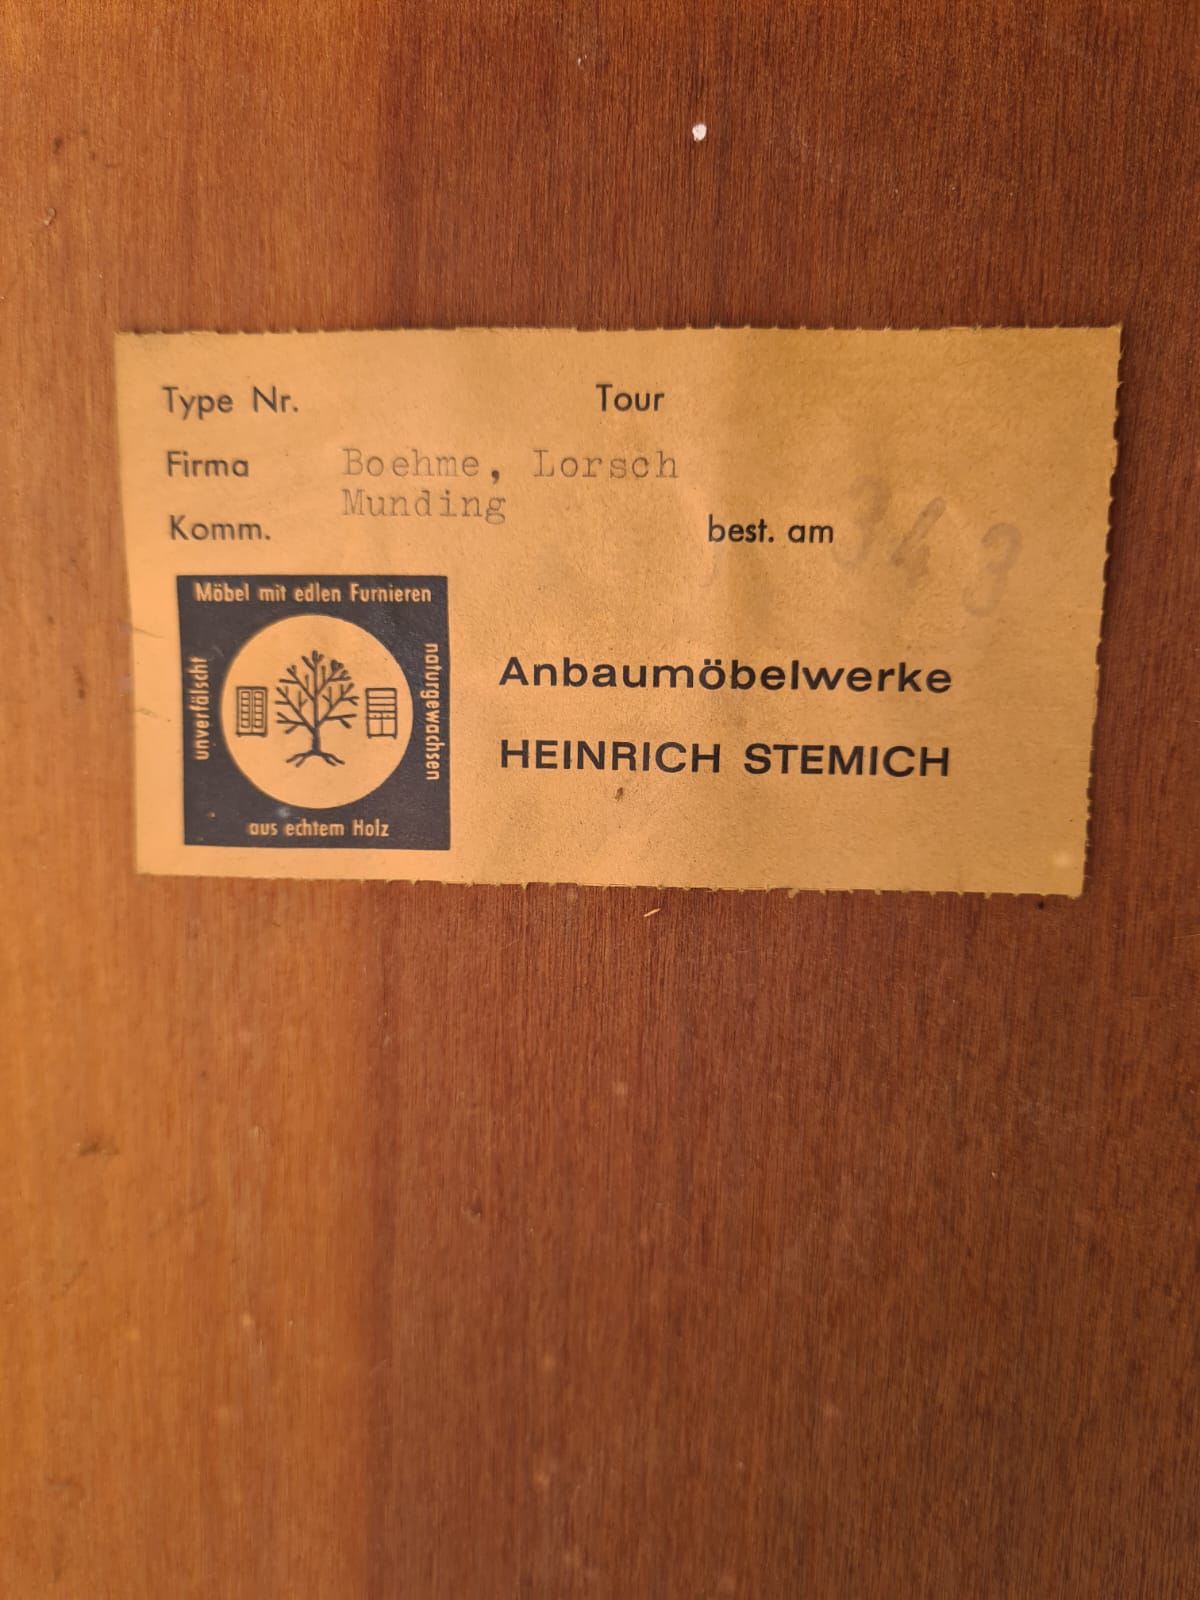 Type Nr. Tour
Firma Boehme, Lorsch
Munding
Komm. best. am 343
Möbel mit edlen Furnieren
unverfälscht
naturgewachsen
aus echtem Holz
Anbaumöbelwerke
HEINRICH STEMICH